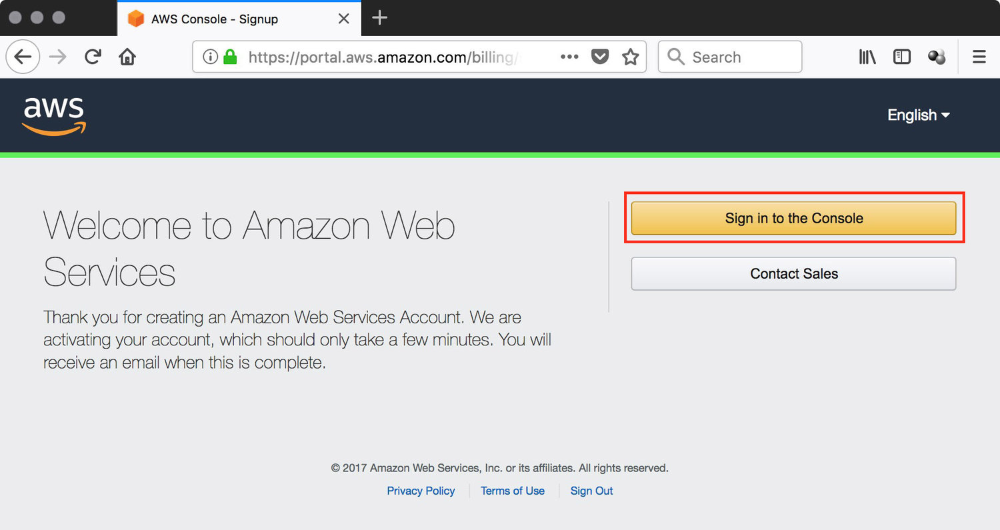 AWS Console - Signup
https://portal.aws.amazon.com/billing/
Search
aws
English
Welcome to Amazon Web
Services
Thank you for creating an Amazon Web Services Account. We are
activating your account, which should only take a few minutes. You will
receive an email when this is complete.
Sign in to the Console
Contact Sales
© 2017 Amazon Web Services, Inc. or its affiliates. All rights reserved.
Privacy Policy
Terms of Use
Sign Out